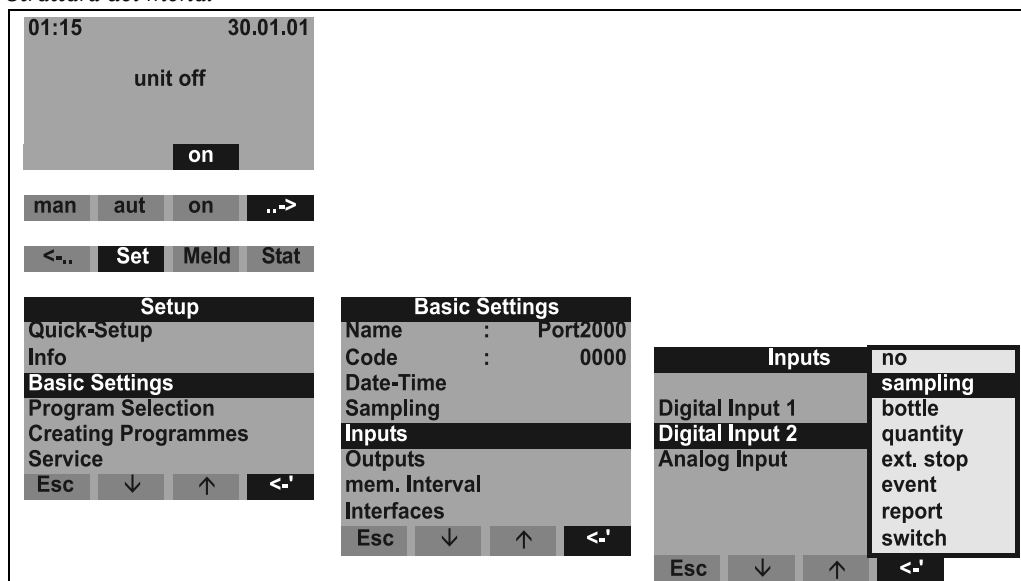 01:15 30.01.01
unit off
on
man aut on ..->
<-.. Set Meld Stat
Setup
Quick-Setup
Info
Basic Settings
Program Selection
Creating Programmes
Service
Esc ↓ ↑ <-'
Basic Settings
Name : Port2000
Code : 0000
Date-Time
Sampling
Inputs
Outputs
mem. Interval
Interfaces
Esc ↓ ↑ <-'
Inputs
Digital Input 1
Digital Input 2
Analog Input
Esc ↓ ↑ <-'
no
sampling
bottle
quantity
ext. stop
event
report
switch